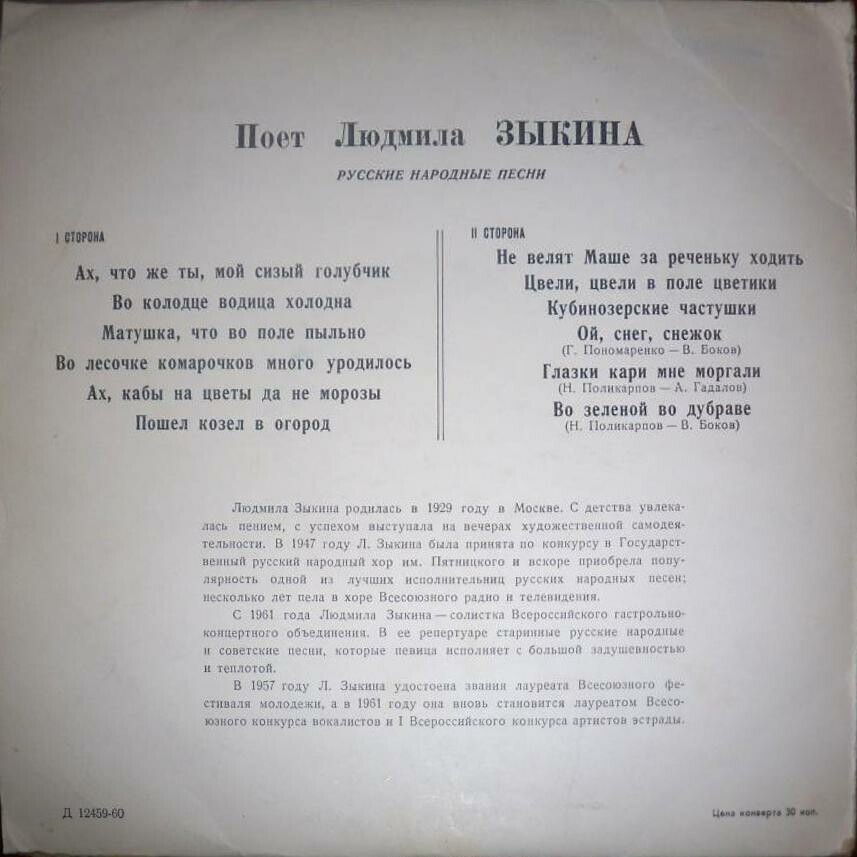 Поет Людмила ЗЫКИНА
РУССКИЕ НАРОДНЫЕ ПЕСНИ
I СТОРОНА
Ах, что же ты, мой сизый голубчик
Во колодце водица холодна
Матушка, что во поле пыльно
Во лесочке комарочков много уродилось
Ах, кабы на цветы да не морозы
Пошел козел в огород
II СТОРОНА
Не велят Маше за реченьку ходить
Цвели, цвели в поле цветики
Кубинозерские частушки
Ой, снег, снежок
(Г. Пономаренко — В. Боков)
Глазки кари мне моргали
(Н. Поликарпов — А. Гадалов)
Во зеленой во дубраве
(Н. Поликарпов — В. Боков)
Людмила Зыкина родилась в 1929 году в Москве. С детства увлека-
лась пением, с успехом выступала на вечерах художественной самодея-
тельности. В 1947 году Л. Зыкина была принята по конкурсу в Государст-
венный русский народный хор им. Пятницкого и вскоре приобрела попу-
лярность одной из лучших исполнительниц русских народных песен;
несколько лет пела в хоре Всесоюзного радио и телевидения.
С 1961 года Людмила Зыкина — солистка Всероссийского гастрольно-
концертного объединения. В ее репертуаре старинные русские народные
и советские песни, которые певица исполняет с большой задушевностью
и теплотой.
В 1957 году Л. Зыкина удостоена звания лауреата Всесоюзного фе-
стиваля молодежи, а в 1961 году она вновь становится лауреатом Всесо-
юзного конкурса вокалистов и I Всероссийского конкурса артистов эстрады.
Д 12459-60
Цена конверта 30 коп.